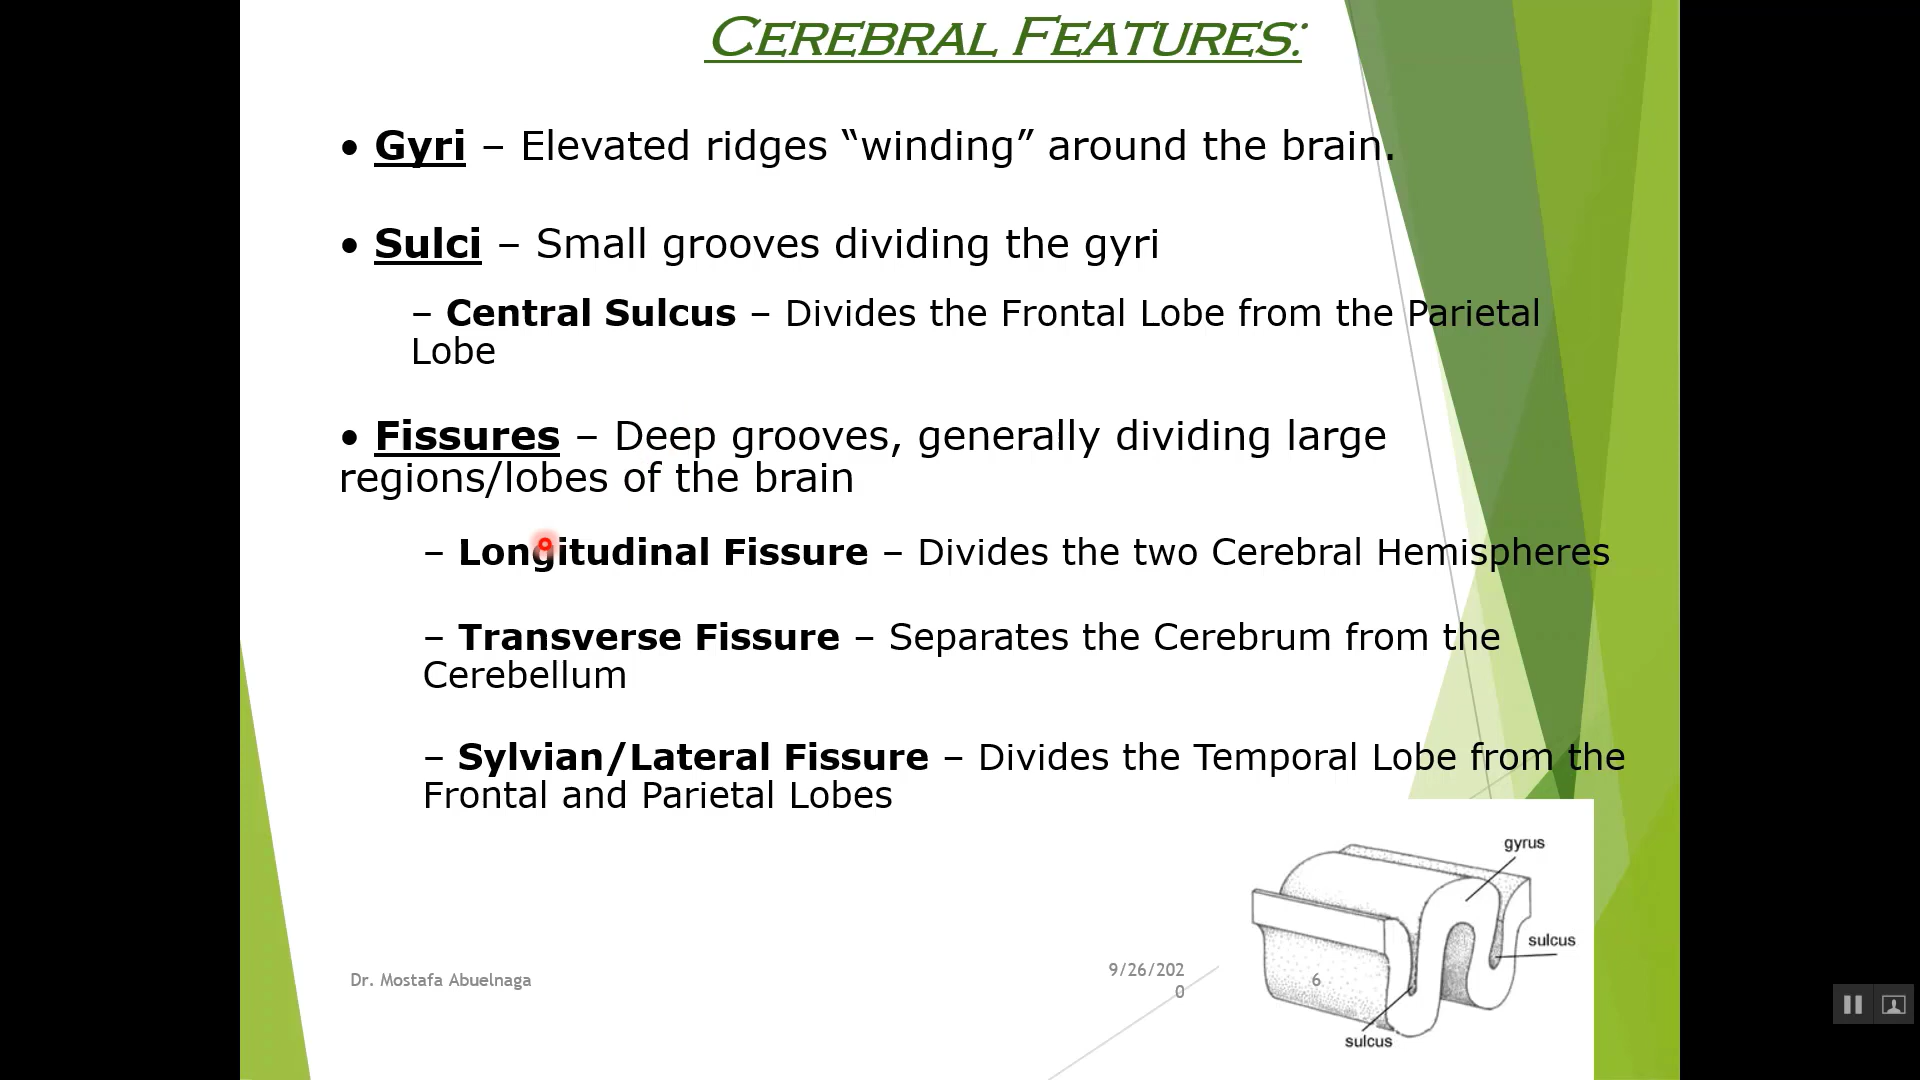 Cerebral Features:
• Gyri – Elevated ridges “winding” around the brain.
• Sulci – Small grooves dividing the gyri
– Central Sulcus – Divides the Frontal Lobe from the Parietal
Lobe
• Fissures – Deep grooves, generally dividing large
regions/lobes of the brain
– Longitudinal Fissure – Divides the two Cerebral Hemispheres
– Transverse Fissure – Separates the Cerebrum from the
Cerebellum
– Sylvian/Lateral Fissure – Divides the Temporal Lobe from the
Frontal and Parietal Lobes
gyrus
sulcus
sulcus
Dr. Mostafa Abuelnaga
9/26/202
0
6